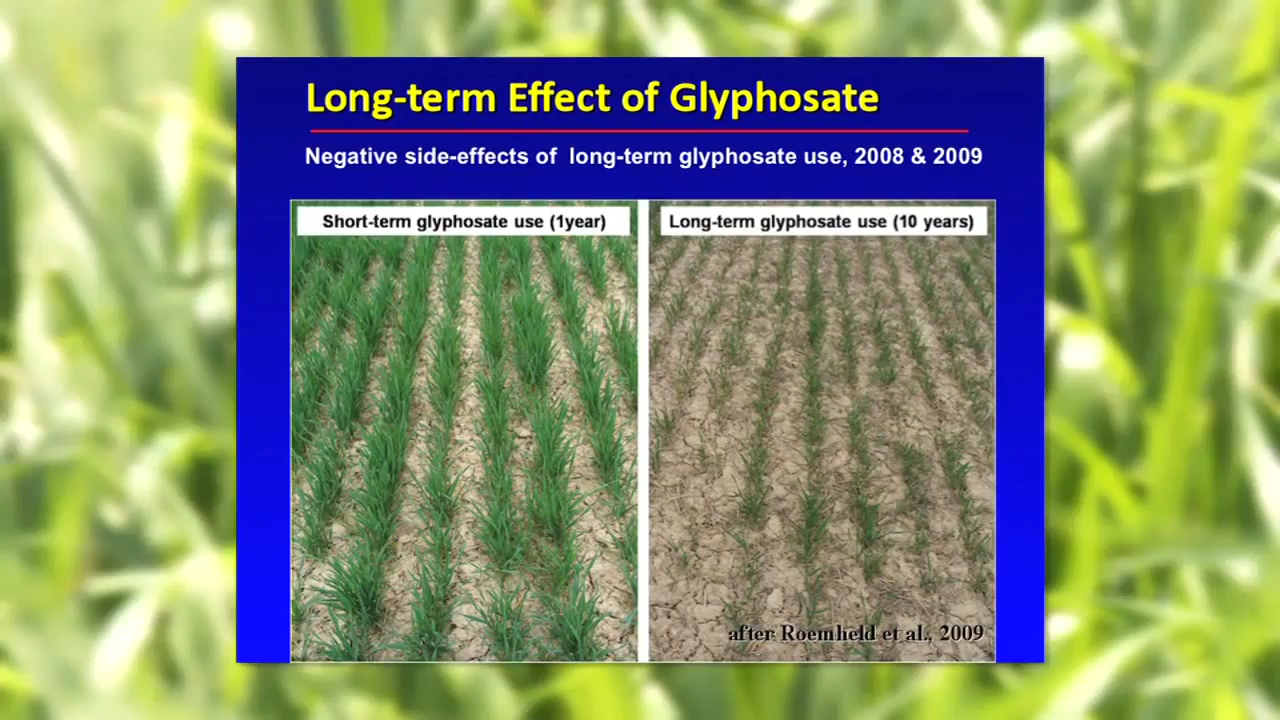 Long-term Effect of Glyphosate
Negative side-effects of long-term glyphosate use, 2008 & 2009
Short-term glyphosate use (1year)
Long-term glyphosate use (10 years)
after Roemheld et al., 2009